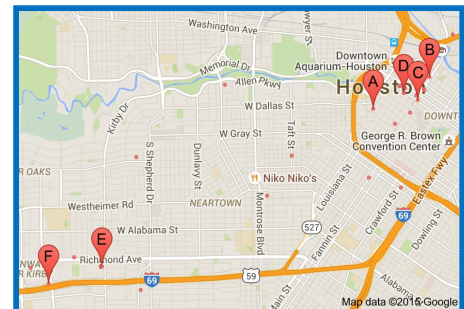 Washington Ave
Memorial Dr
Allen Pkwy
Downtown
Aquarium-Houston
B
D
C
A
Houston
Kirby Dr
W Dallas St
W Gray St
Taft St
S Shepherd Dr
Dunlavy St
George R. Brown
Convention Center
Eastex Fwy
ER OAKS
Niko Niko's
Westheimer Rd
NEARTOWN
Montrose Blvd
Louisiana St
Crawford St
69
Dowling St
W Alabama St
527
Fannin St
E
F
Richmond Ave
R KIRBY
69
59
Main St
Alabama
Map data ©2015 Google